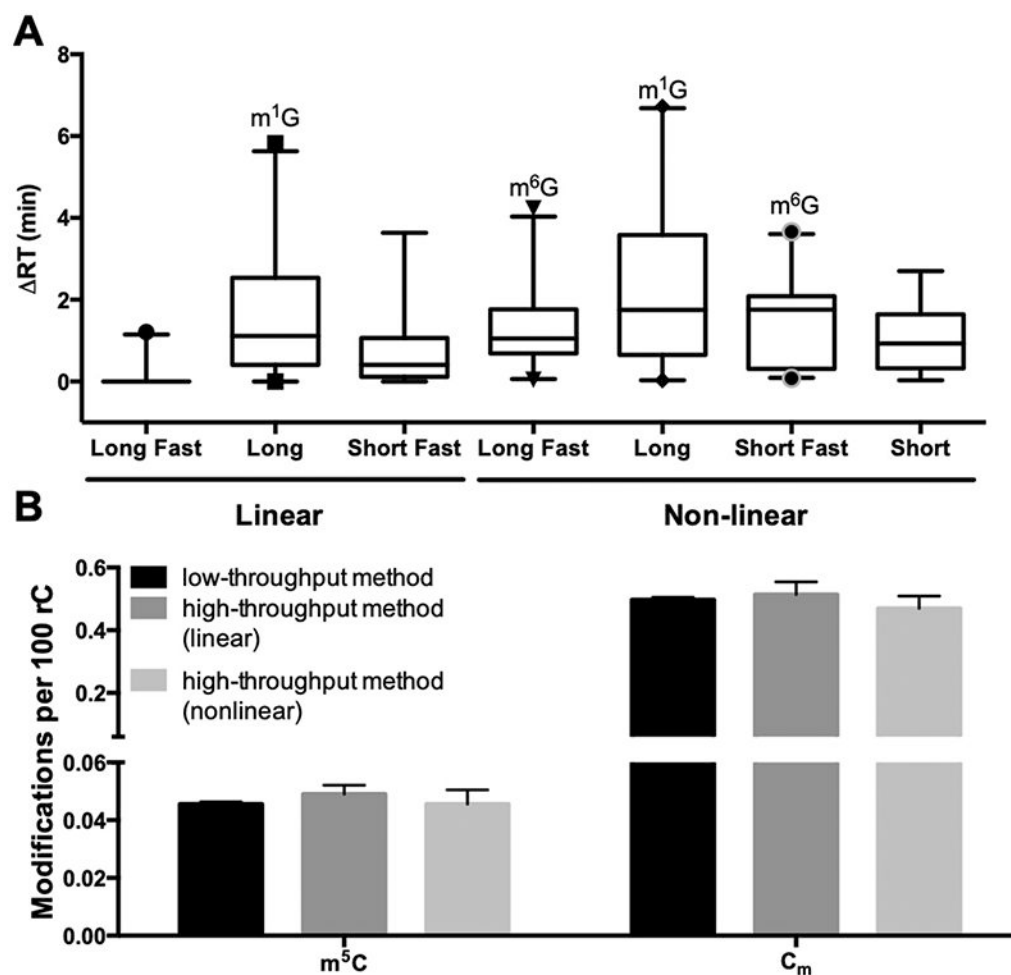 A
8
6
4
2
0
ΔRT (min)
m¹G
m⁶G
m¹G
m⁶G
Long Fast
Long
Short Fast
Long Fast
Long
Short Fast
Short
Linear
Non-linear
B
0.6
0.4
0.2
0.06
0.04
0.02
0.00
Modifications per 100 rC
low-throughput method
high-throughput method
(linear)
high-throughput method
(nonlinear)
m⁵C
Cₘ